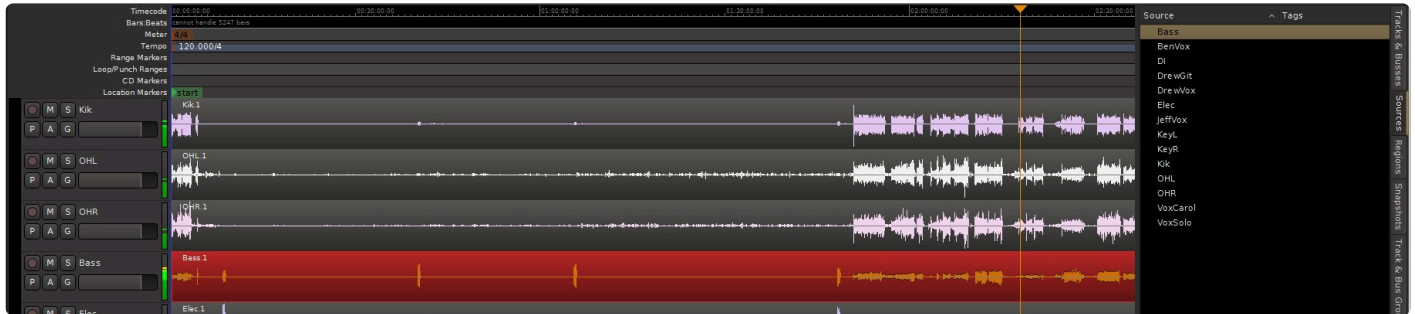 Timecode 00:00:00:00 00:20:00:00 01:00:00:00 01:20:00:00 02:00:00:00 02:20:00:00
Bars:Beats cannot handle 5247 bars
Meter 4/4
Tempo 120.000/4
Range Markers
Loop/Punch Ranges
CD Markers
Location Markers start
M S Kik
P A G
Kik.1
M S OHL
P A G
OHL.1
M S OHR
P A G
OHR.1
M S Bass
P A G
Bass.1
M S Elec
Elec.1
Source Tags
Bass
BenVox
DI
DrewGit
DrewVox
Elec
JeffVox
KeyL
KeyR
Kik
OHL
OHR
VoxCarol
VoxSolo
Tracks & Busses
Sources
Regions
Snapshots
Track & Bus Gro